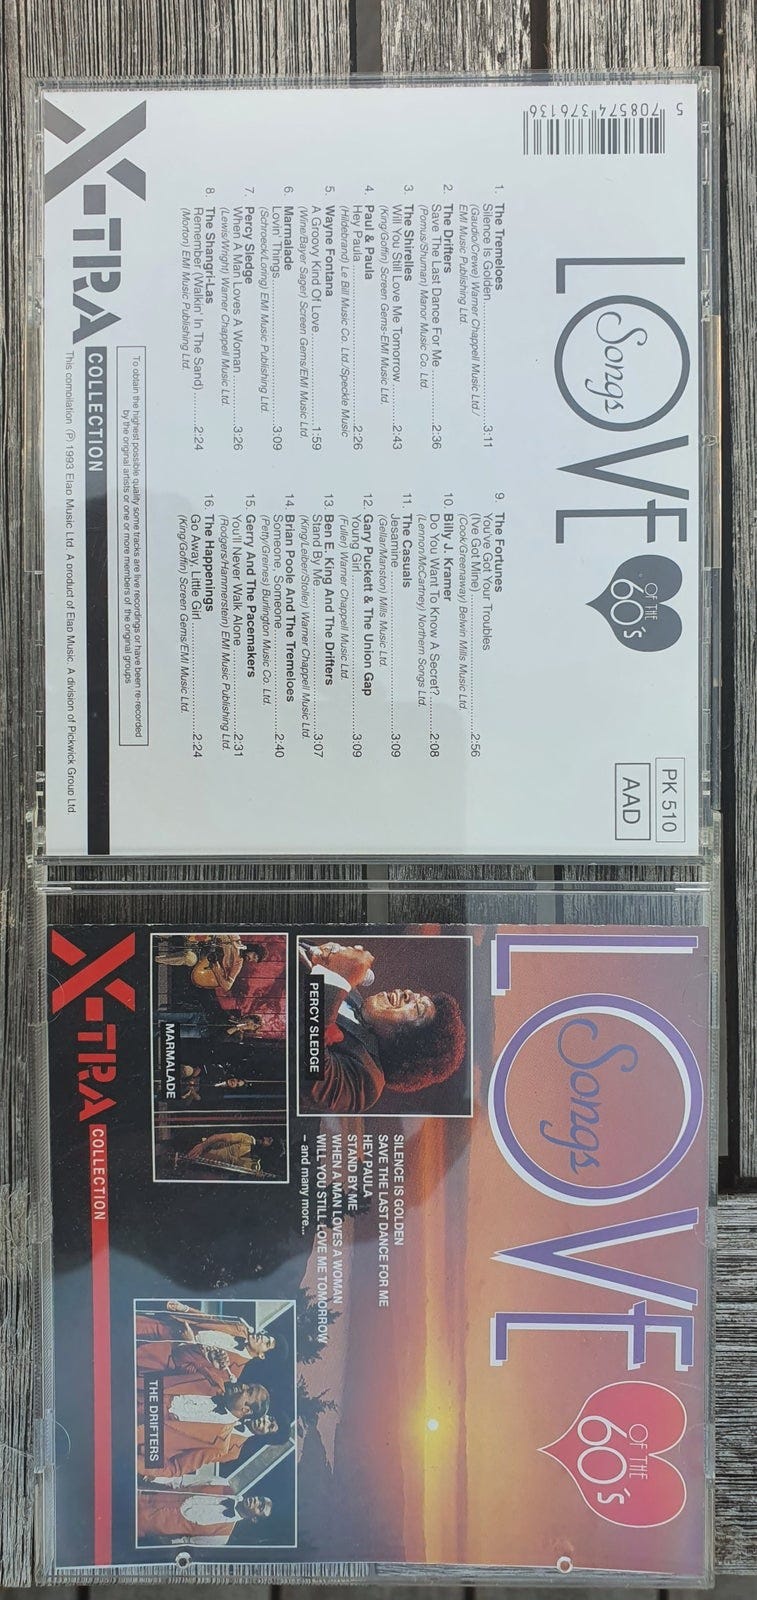 5 708574 376136
LOVE
Songs
OF THE
60's
PK 510
AAD
1. The Tremeloes
Silence Is Golden 3:11
(Gaudio/Crewe) Warner Chappell Music Ltd./
EMI Music Publishing Ltd.
2. The Drifters
Save The Last Dance For Me 2:36
(Pomus/Shuman) Manor Music Co. Ltd.
3. The Shirelles
Will You Still Love Me Tomorrow 2:43
(King/Goffin) Screen Gems-EMI Music Ltd.
4. Paul & Paula
Hey Paula 2:26
(Hildebrand) Le Bill Music Co. Ltd./Speckle Music
5. Wayne Fontana
A Groovy Kind Of Love 1:59
(Wine/Bayer Sager) Screen Gems/EMI Music Ltd.
6. Marmalade
Lovin' Things 3:09
(Schroeck/Loring) EMI Music Publishing Ltd.
7. Percy Sledge
When A Man Loves A Woman 3:26
(Lewis/Wright) Warner Chappell Music Ltd.
8. The Shangri-Las
Remember (Walkin' In The Sand) 2:24
(Morton) EMI Music Publishing Ltd.
9. The Fortunes
You've Got Your Troubles
(I've Got Mine) 2:56
(Cook/Greenaway) Belwin Mills Music Ltd.
10. Billy J. Kramer
Do You Want To Know A Secret? 2:08
(Lennon/McCartney) Northern Songs Ltd.
11. The Casuals
Jesamine 3:09
(Gellar/Manston) Mills Music Ltd.
12. Gary Puckett & The Union Gap
Young Girl 3:09
(Fuller) Warner Chappell Music Ltd.
13. Ben E. King And The Drifters
Stand By Me 3:07
(King/Leiber/Stoller) Warner Chappell Music Ltd.
14. Brian Poole And The Tremeloes
Someone, Someone 2:40
(Petty/Greines) Burlington Music Co. Ltd.
15. Gerry And The Pacemakers
You'll Never Walk Alone 2:31
(Rodgers/Hammerstein) EMI Music Publishing Ltd.
16. The Happenings
Go Away, Little Girl 2:24
(King/Goffin) Screen Gems/EMI Music Ltd.
To obtain the highest possible quality some tracks are live recordings or have been re-recorded
by the original artists or one or more members of the original groups
X-TRA COLLECTION
This compilation ℗ 1993 Elap Music Ltd. A product of Elap Music. A division of Pickwick Group Ltd.
LOVE
Songs
OF THE
60's
PERCY SLEDGE
SILENCE IS GOLDEN
SAVE THE LAST DANCE FOR ME
HEY PAULA
STAND BY ME
WHEN A MAN LOVES A WOMAN
WILL YOU STILL LOVE ME TOMORROW
– and many more...
MARMALADE
THE DRIFTERS
X-TRA COLLECTION